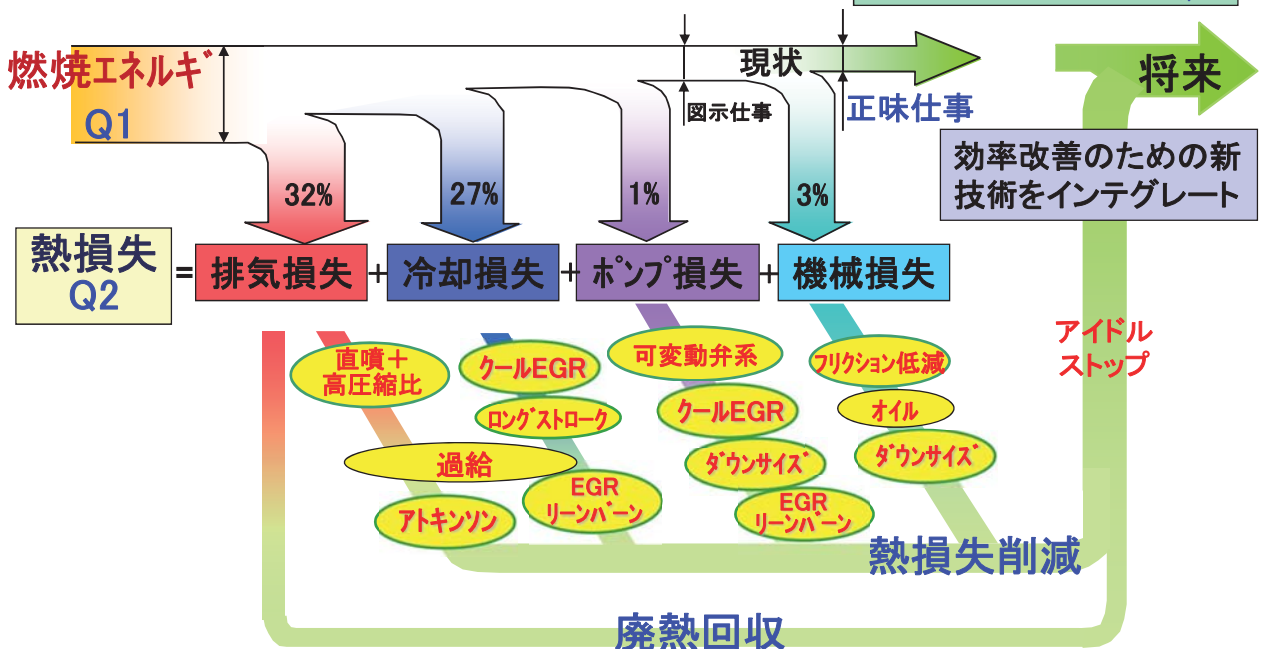 燃焼エネルギ
Q1
現状
将来
図示仕事
正味仕事
効率改善のための新
技術をインテグレート
32%
27%
1%
3%
熱損失
Q2
=
排気損失
+
冷却損失
+
ポンプ損失
+
機械損失
アイドル
ストップ
直噴+
高圧縮比
クールEGR
可変動弁系
フリクション低減
ロングストローク
クールEGR
オイル
過給
ダウンサイズ
ダウンサイズ
アトキンソン
EGR
リーンバーン
EGR
リーンバーン
熱損失削減
廃熱回収